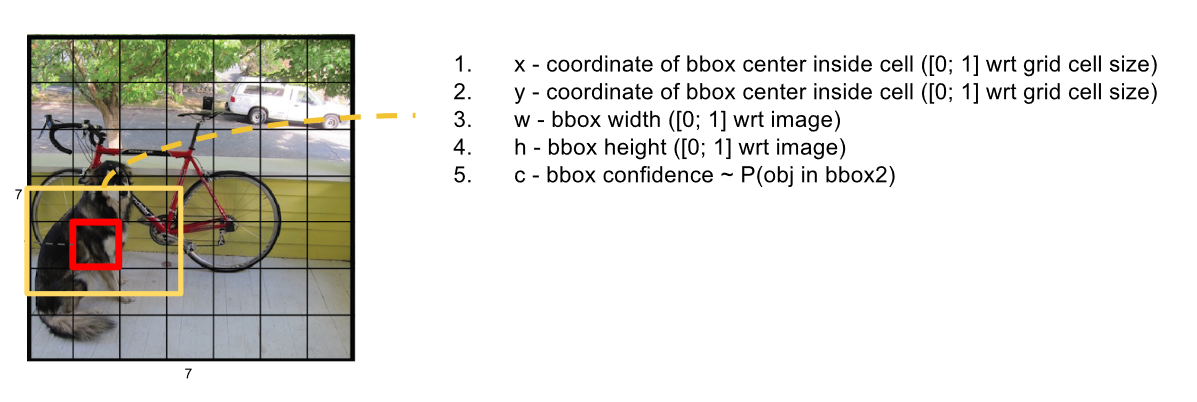 1. x - coordinate of bbox center inside cell ([0; 1] wrt grid cell size)
2. y - coordinate of bbox center inside cell ([0; 1] wrt grid cell size)
3. w - bbox width ([0; 1] wrt image)
4. h - bbox height ([0; 1] wrt image)
5. c - bbox confidence ~ P(obj in bbox2)
7
7